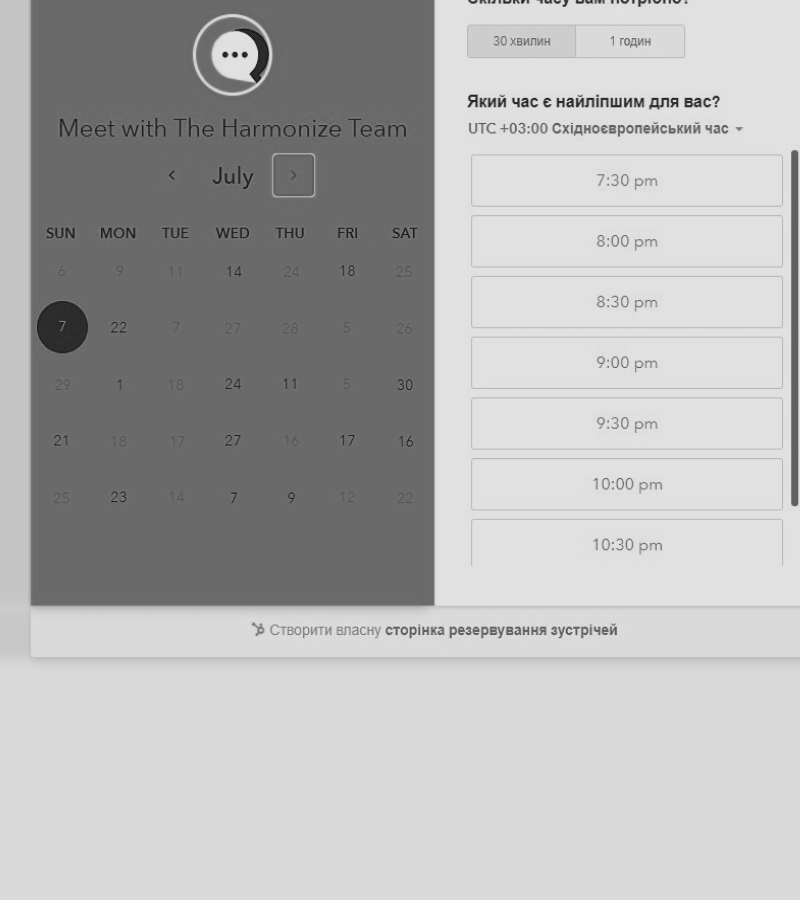 Скільки часу вам потрібно?
30 хвилин 1 годин
Який час є найліпшим для вас?
UTC +03:00 Східноєвропейський час
Meet with The Harmonize Team
July
SUN MON TUE WED THU FRI SAT
6 9 11 14 24 18 25
7 22 7 27 28 5 26
29 1 18 24 11 5 30
21 18 17 27 16 17 16
25 23 14 7 9 12 22
7:30 pm
8:00 pm
8:30 pm
9:00 pm
9:30 pm
10:00 pm
10:30 pm
Створити власну сторінка резервування зустрічей